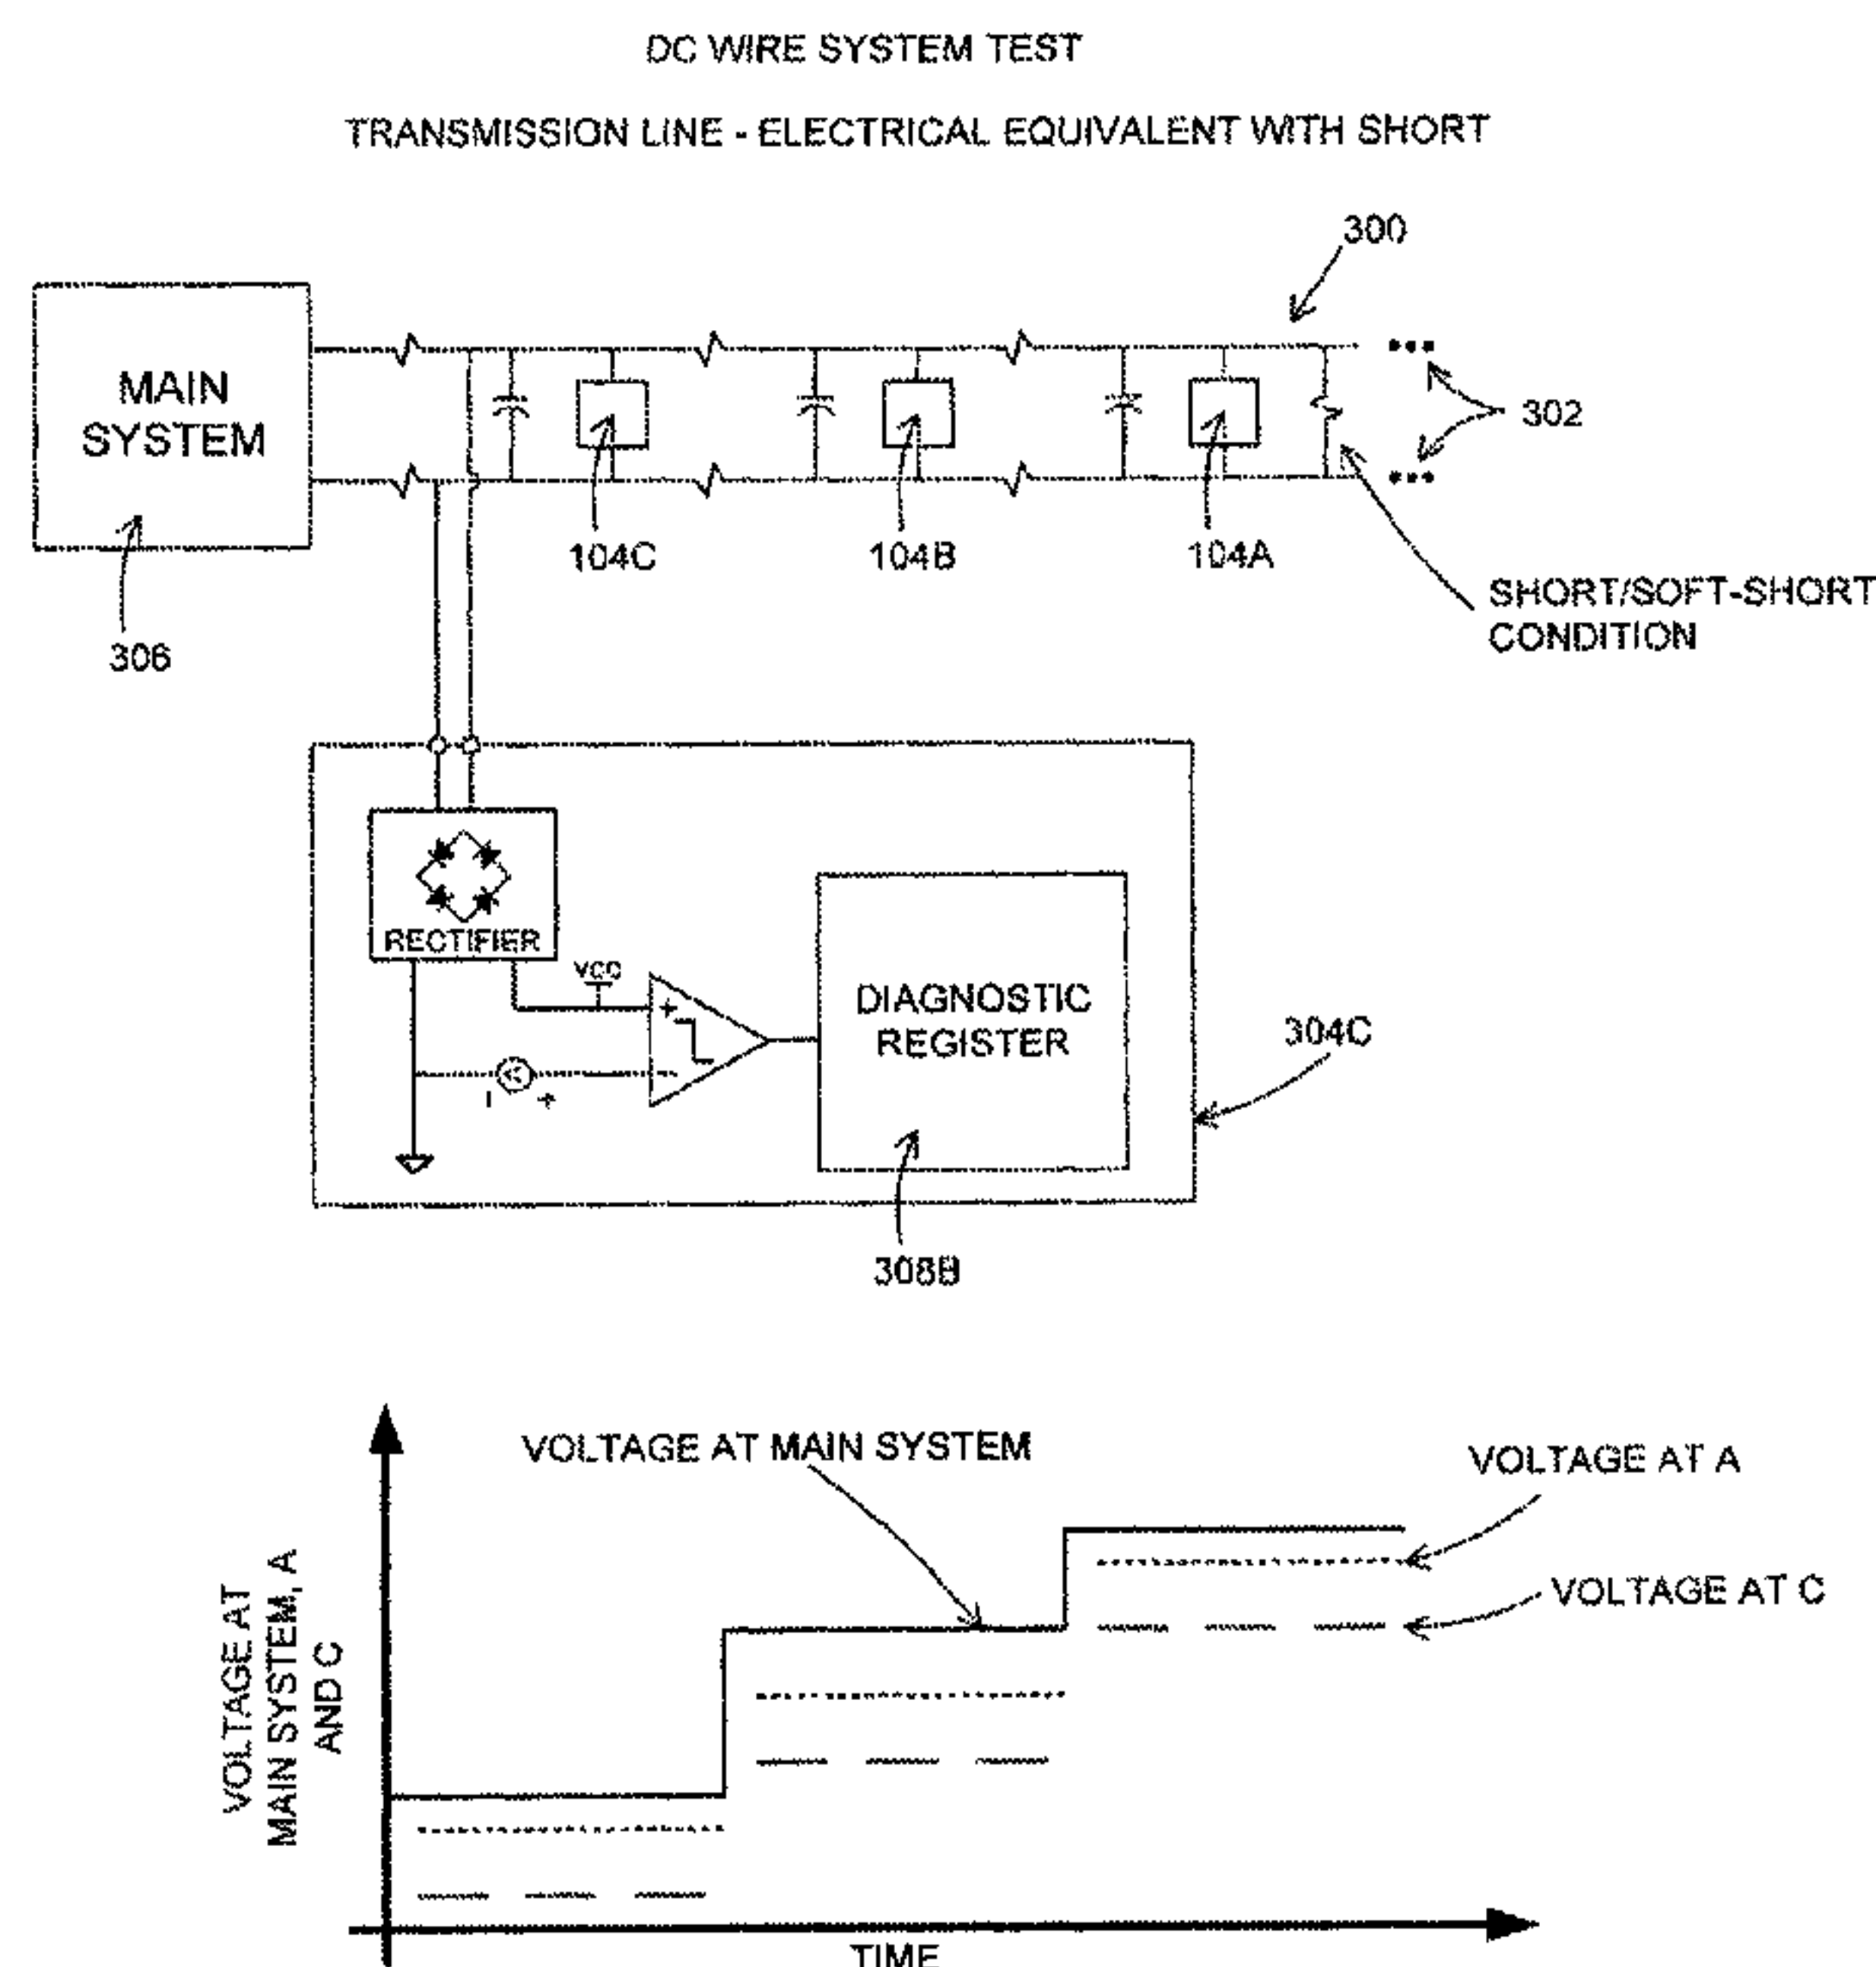 DC WIRE SYSTEM TEST
TRANSMISSION LINE - ELECTRICAL EQUIVALENT WITH SHORT
300
MAIN
SYSTEM
302
104C
104B
104A
SHORT/SOFT-SHORT
CONDITION
306
RECTIFIER
VCC
+
-
I
+
DIAGNOSTIC
REGISTER
304C
308B
VOLTAGE AT MAIN SYSTEM
VOLTAGE AT A
VOLTAGE AT C
VOLTAGE AT
MAIN SYSTEM, A
AND C
TIME